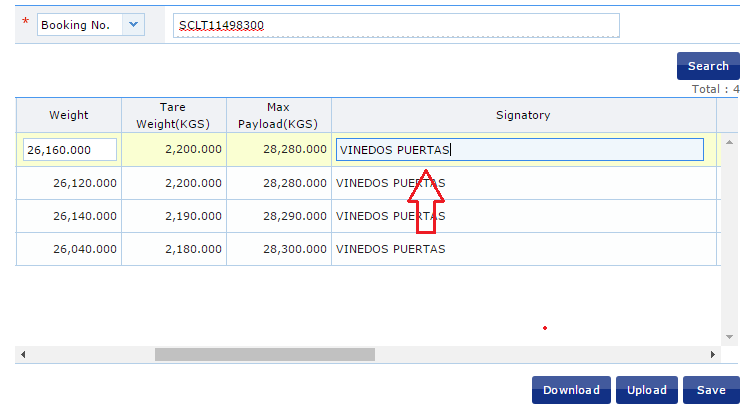 * Booking No. SCLT11498300
Search
Total : 4
Weight Tare Weight(KGS) Max Payload(KGS) Signatory
26,160.000 2,200.000 28,280.000 VINEDOS PUERTAS
26,120.000 2,200.000 28,280.000 VINEDOS PUERTAS
26,140.000 2,190.000 28,290.000 VINEDOS PUERTAS
26,040.000 2,180.000 28,300.000 VINEDOS PUERTAS
Download Upload Save